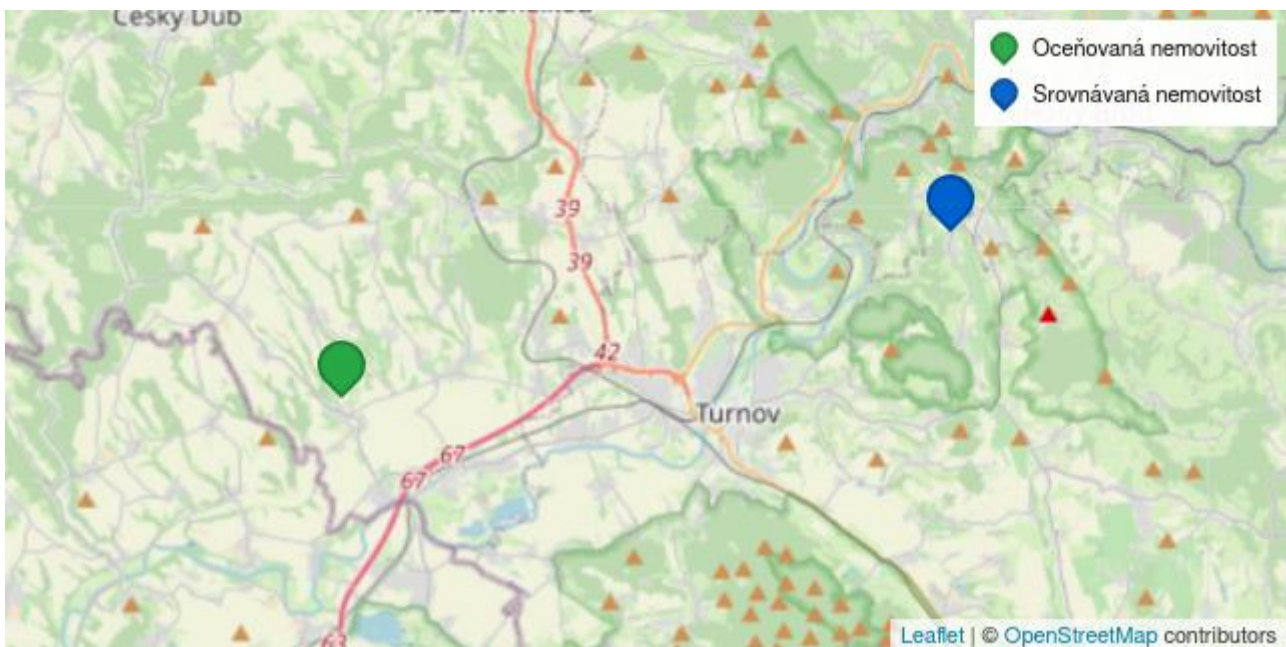 Český Dub
Oceňovaná nemovitost
Srovnávaná nemovitost
39
39
42
Turnov
67
67
63
Leaflet | © OpenStreetMap contributors